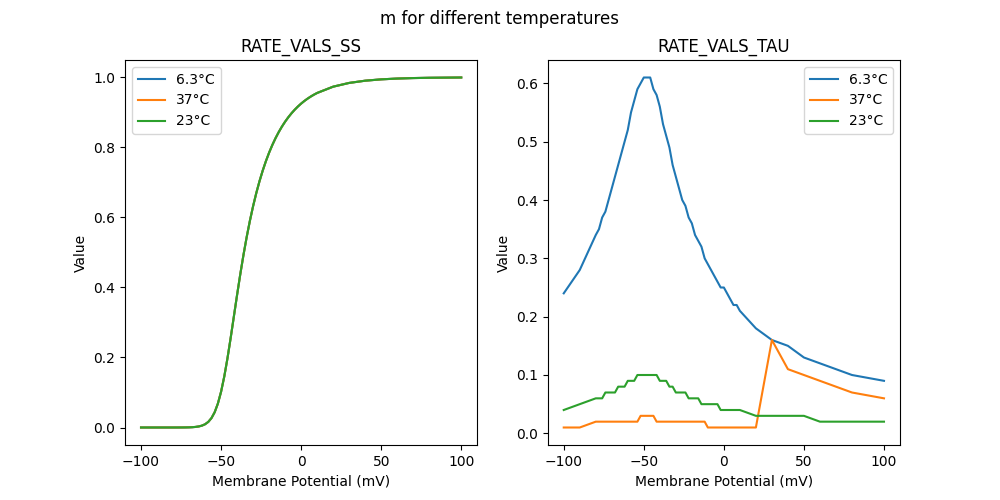 m for different temperatures
RATE_VALS_SS
RATE_VALS_TAU
6.3°C
37°C
23°C
6.3°C
37°C
23°C
Value
1.0
0.8
0.6
0.4
0.2
0.0
−100
−50
0
50
100
Membrane Potential (mV)
Value
0.6
0.5
0.4
0.3
0.2
0.1
0.0
−100
−50
0
50
100
Membrane Potential (mV)